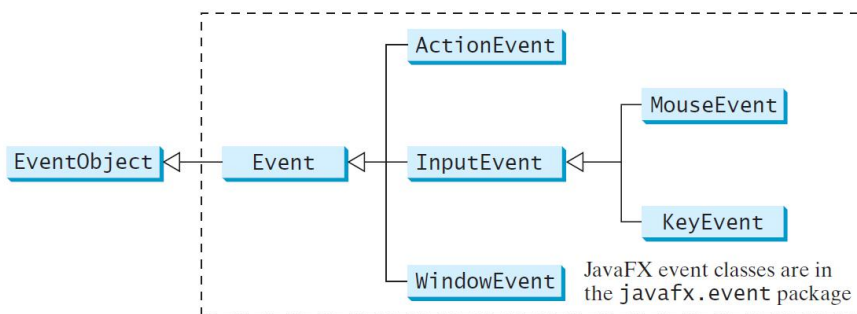 ActionEvent
MouseEvent
EventObject
Event
InputEvent
KeyEvent
WindowEvent
JavaFX event classes are in
the javafx.event package